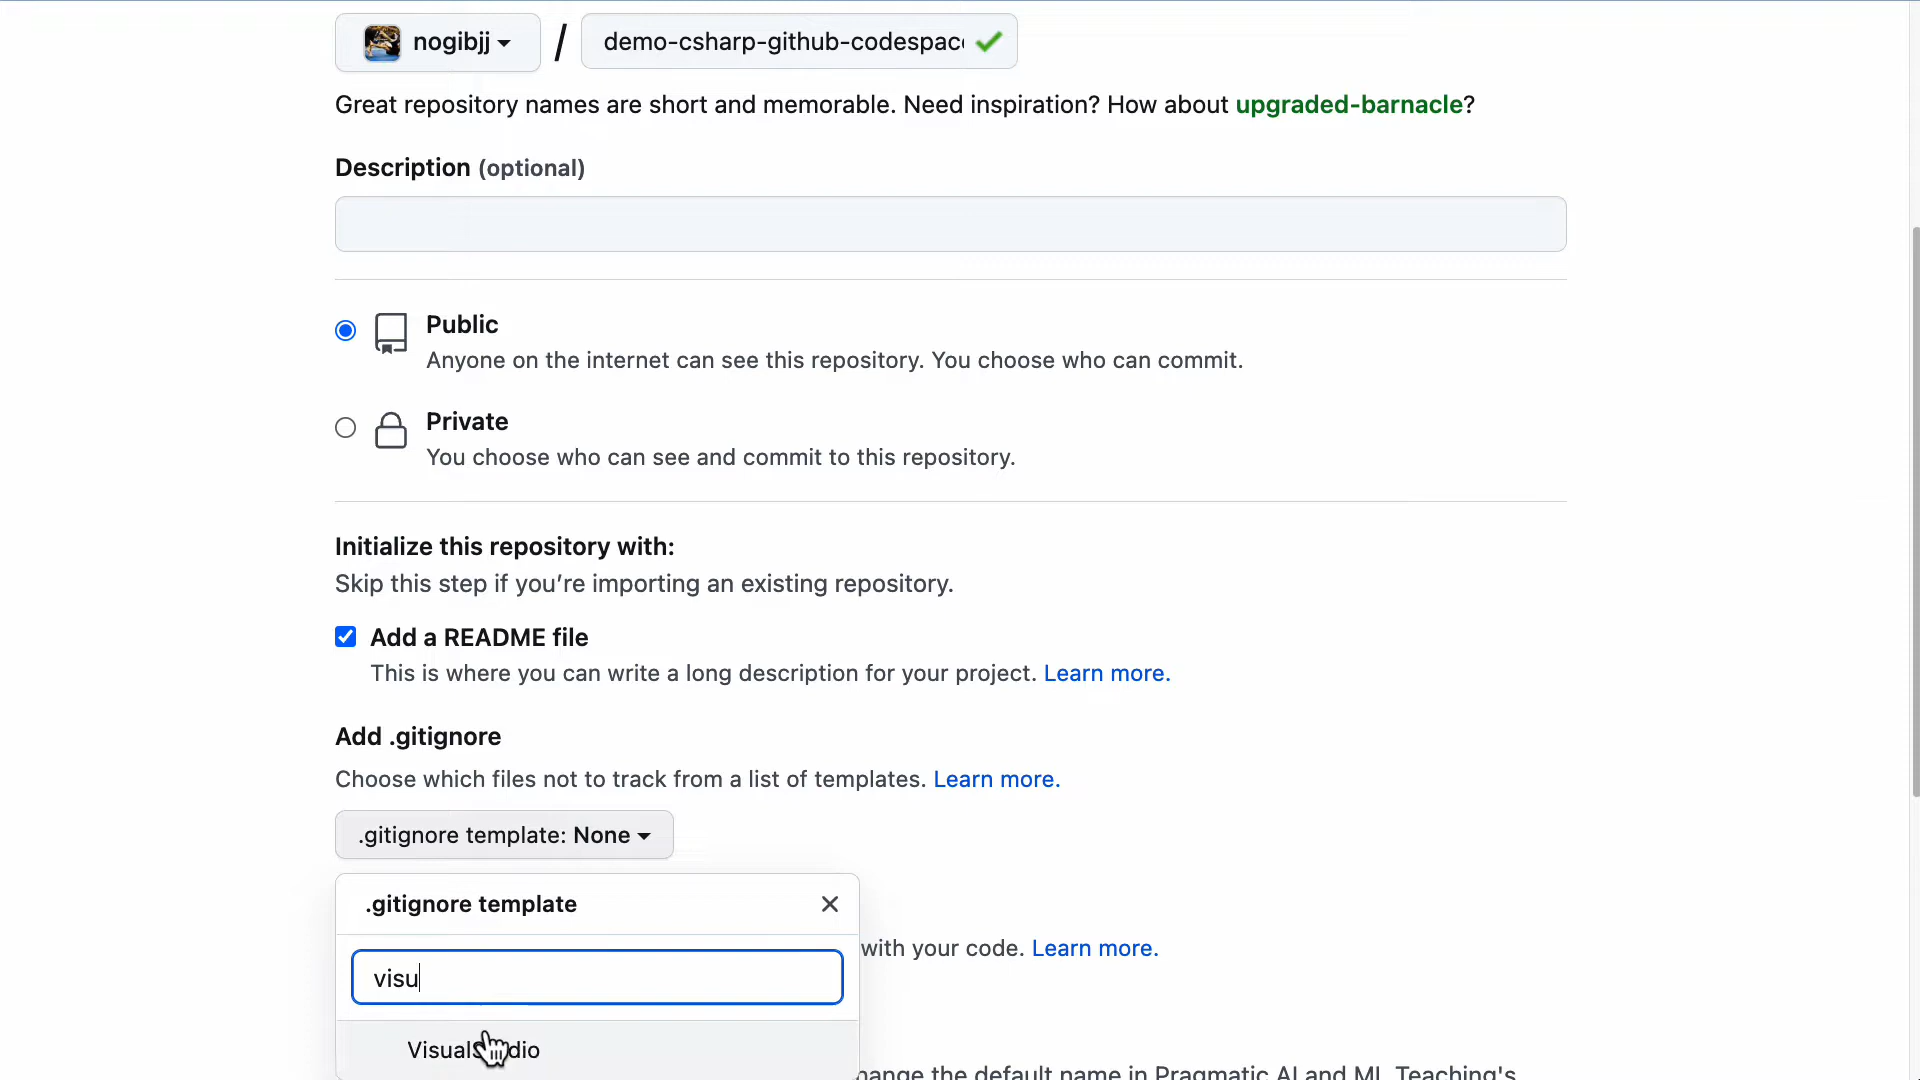 nogibjj / demo-csharp-github-codespac
Great repository names are short and memorable. Need inspiration? How about upgraded-barnacle?
Description (optional)
Public
Anyone on the internet can see this repository. You choose who can commit.
Private
You choose who can see and commit to this repository.
Initialize this repository with:
Skip this step if you’re importing an existing repository.
Add a README file
This is where you can write a long description for your project. Learn more.
Add .gitignore
Choose which files not to track from a list of templates. Learn more.
.gitignore template: None
.gitignore template
with your code. Learn more.
visu
VisualStudio
hange the default name in Pragmatic AI and ML Teaching's